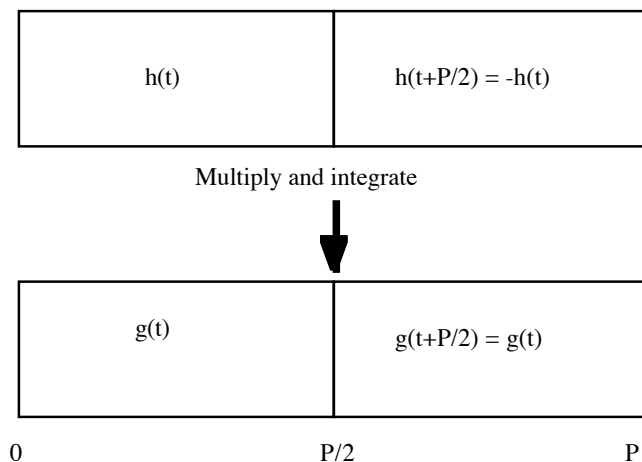 h(t) h(t+P/2) = -h(t)
Multiply and integrate
g(t) g(t+P/2) = g(t)
0 P/2 P